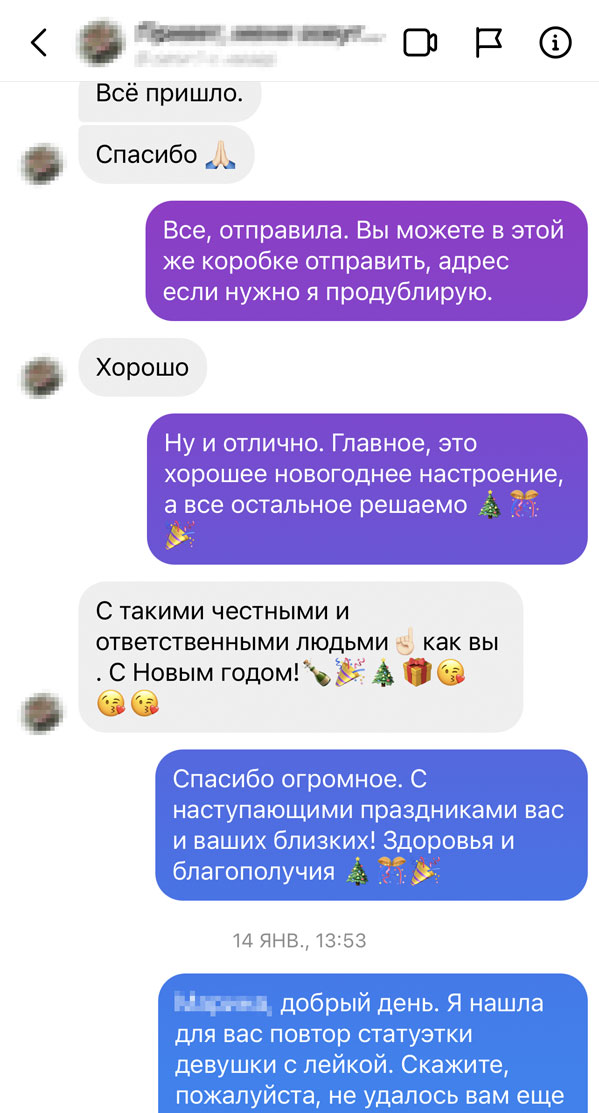 Всё пришло.
Спасибо 🙏🏻
Все, отправила. Вы можете в этой
же коробке отправить, адрес
если нужно я продублирую.
Хорошо
Ну и отлично. Главное, это
хорошее новогоднее настроение,
а все остальное решаемо 🎄🎊
🎉
С такими честными и
ответственными людьми☝🏻как вы
. С Новым годом!🍾🎉🎄🎁😘
😘😘
Спасибо огромное. С
наступающими праздниками вас
и ваших близких! Здоровья и
благополучия 🎄🎊🎉
14 ЯНВ., 13:53
добрый день. Я нашла
для вас повтор статуэтки
девушки с лейкой. Скажите,
пожалуйста, не удалось вам еще